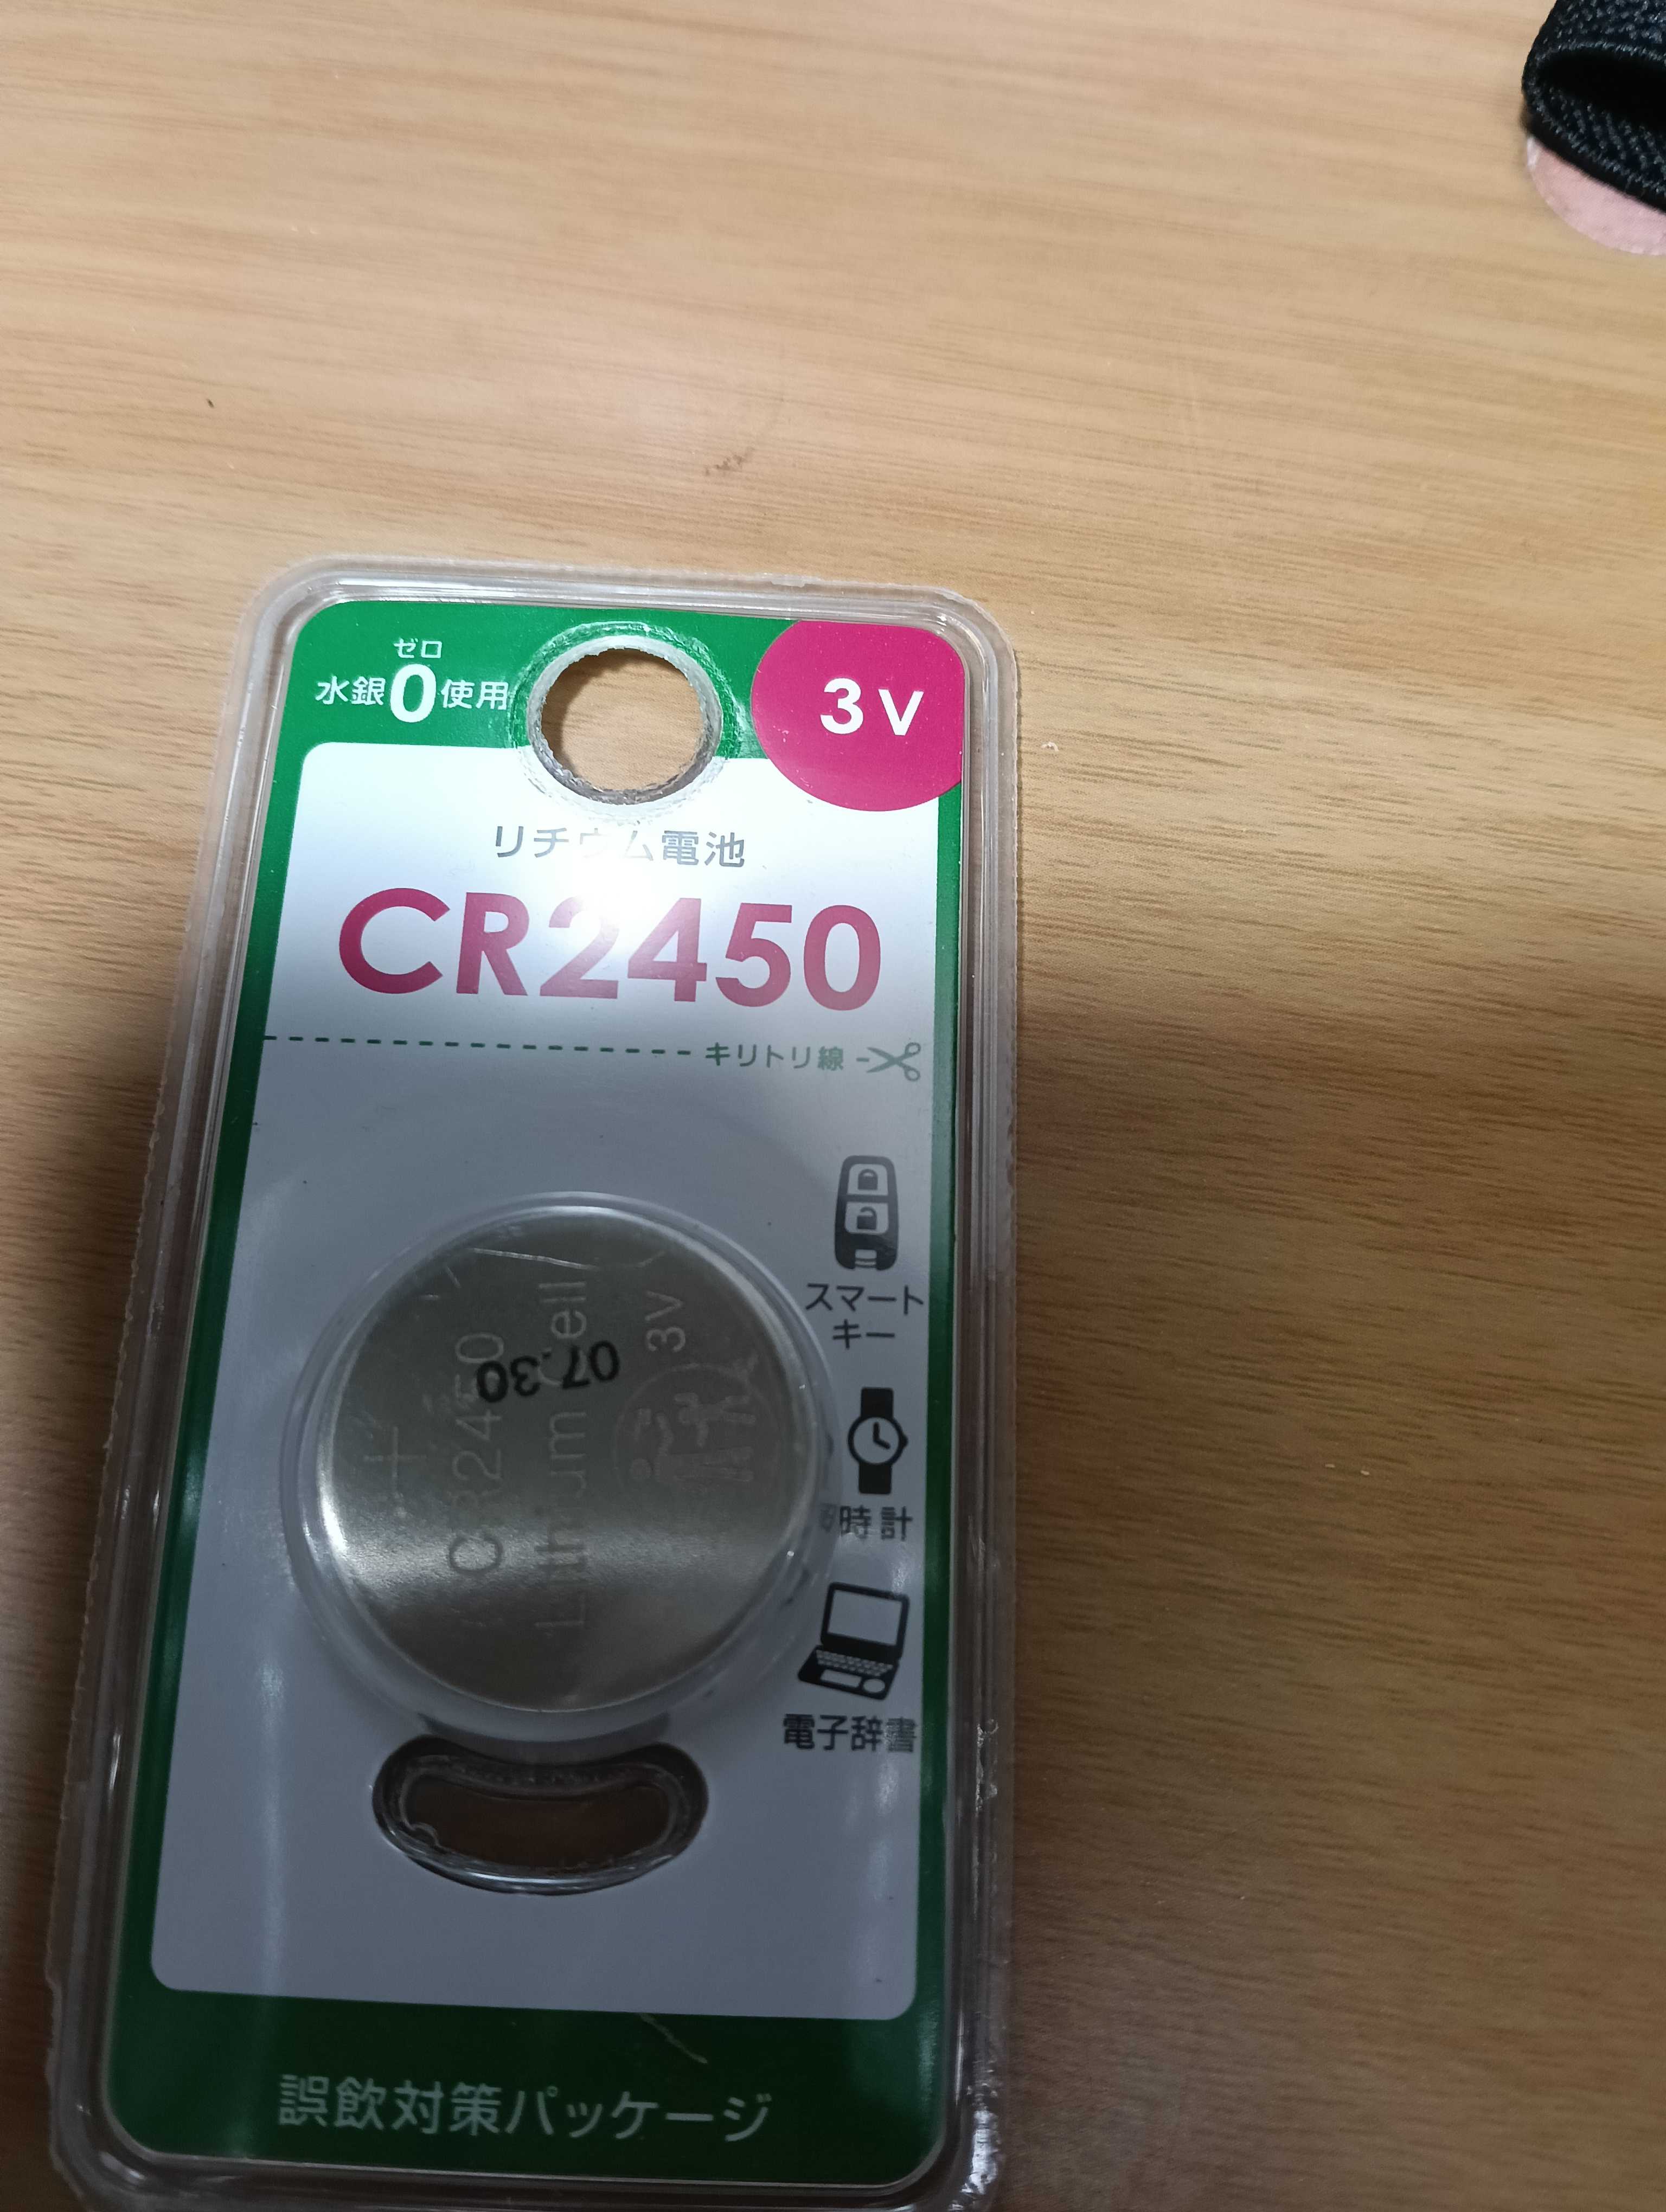 ゼロ
水銀0使用
3V
リチウム電池
CR2450
キリトリ線
スマート
キー
時計
電子辞書
+
CR2450
Lithium Cell
3V
07.30
誤飲対策パッケージ